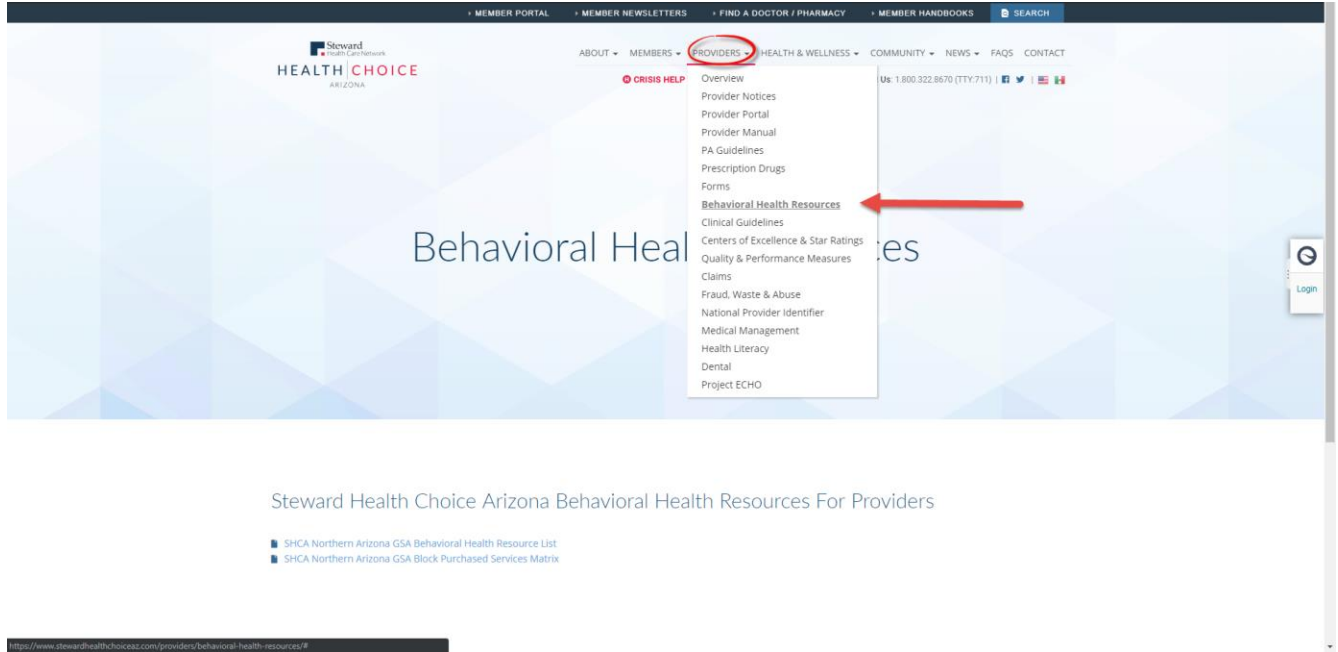 MEMBER PORTAL MEMBER NEWSLETTERS FIND A DOCTOR / PHARMACY MEMBER HANDBOOKS SEARCH
Steward
Health Care Network
HEALTH CHOICE
ARIZONA
ABOUT MEMBERS PROVIDERS HEALTH & WELLNESS COMMUNITY NEWS FAQS CONTACT
CRISIS HELP Us: 1.800.322.8670 (TTY:711) | |
Overview
Provider Notices
Provider Portal
Provider Manual
PA Guidelines
Prescription Drugs
Forms
Behavioral Health Resources
Clinical Guidelines
Centers of Excellence & Star Ratings
Quality & Performance Measures
Claims
Fraud, Waste & Abuse
National Provider Identifier
Medical Management
Health Literacy
Dental
Project ECHO
Behavioral Heal ces
Login
Steward Health Choice Arizona Behavioral Health Resources For Providers
SHCA Northern Arizona GSA Behavioral Health Resource List
SHCA Northern Arizona GSA Block Purchased Services Matrix
https://www.stewardhealthchoiceaz.com/providers/behavioral-health-resources/#